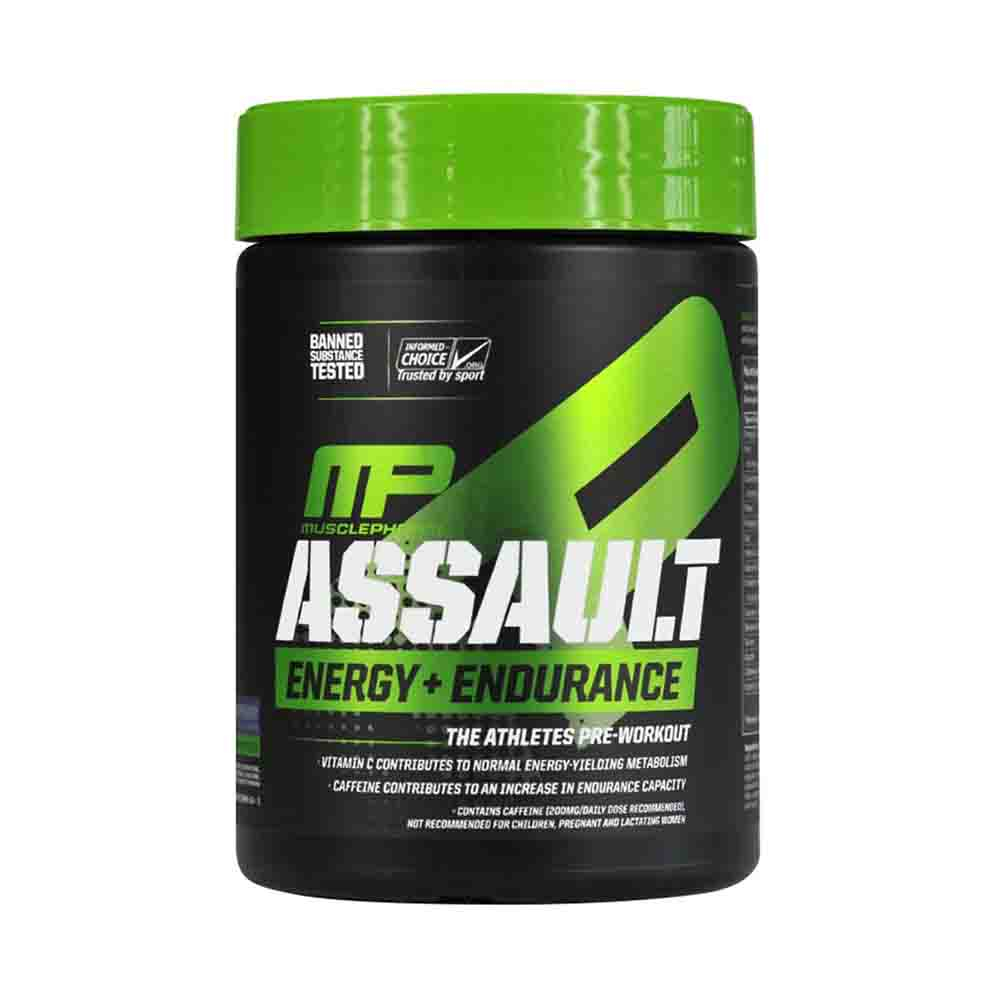 BANNED
SUBSTANCE
TESTED
INFORMED-
CHOICE
.ORG
Trusted by sport
MP
MUSCLEPHARM
ASSAULT
ENERGY + ENDURANCE
THE ATHLETES PRE-WORKOUT
· VITAMIN C CONTRIBUTES TO NORMAL ENERGY-YIELDING METABOLISM
· CAFFEINE CONTRIBUTES TO AN INCREASE IN ENDURANCE CAPACITY
· CONTAINS CAFFEINE (200MG/DAILY DOSE RECOMMENDED),
NOT RECOMMENDED FOR CHILDREN, PREGNANT AND LACTATING WOMEN